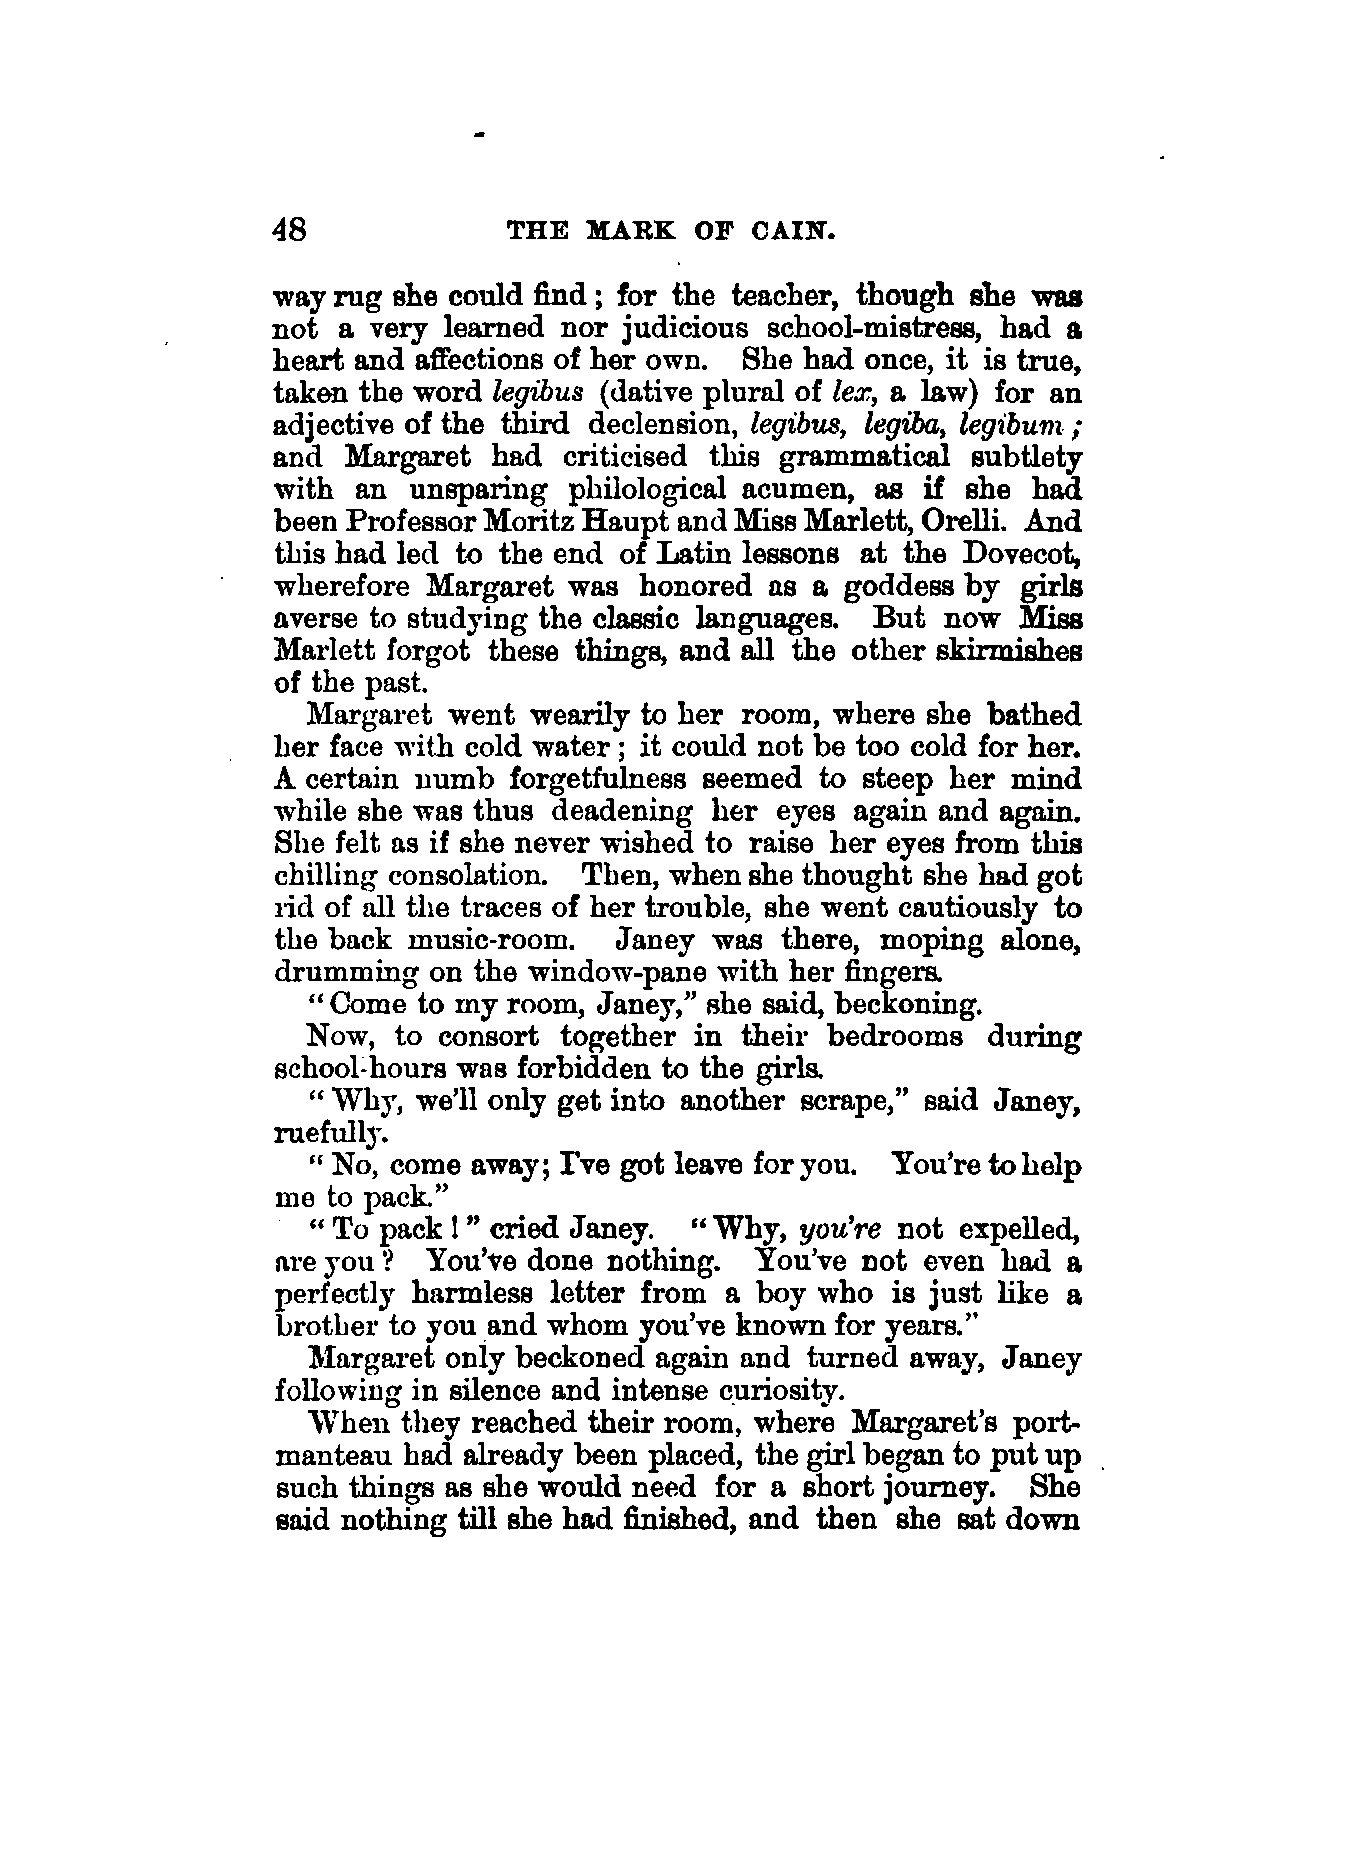 48 THE MARK OF CAIN.
way rug she could find; for the teacher, though she was
not a very learned nor judicious school-mistress, had a
heart and affections of her own. She had once, it is true,
taken the word legibus (dative plural of lex, a law) for an
adjective of the third declension, legibus, legiba, legibum;
and Margaret had criticised this grammatical subtlety
with an unsparing philological acumen, as if she had
been Professor Moritz Haupt and Miss Marlett, Orelli. And
this had led to the end of Latin lessons at the Dovecot,
wherefore Margaret was honored as a goddess by girls
averse to studying the classic languages. But now Miss
Marlett forgot these things, and all the other skirmishes
of the past.
Margaret went wearily to her room, where she bathed
her face with cold water; it could not be too cold for her.
A certain numb forgetfulness seemed to steep her mind
while she was thus deadening her eyes again and again.
She felt as if she never wished to raise her eyes from this
chilling consolation. Then, when she thought she had got
rid of all the traces of her trouble, she went cautiously to
the back music-room. Janey was there, moping alone,
drumming on the window-pane with her fingers.
"Come to my room, Janey," she said, beckoning.
Now, to consort together in their bedrooms during
school-hours was forbidden to the girls.
"Why, we'll only get into another scrape," said Janey,
ruefully.
"No, come away; I've got leave for you. You're to help
me to pack."
"To pack!" cried Janey. "Why, you're not expelled,
are you? You've done nothing. You've not even had a
perfectly harmless letter from a boy who is just like a
brother to you and whom you've known for years."
Margaret only beckoned again and turned away, Janey
following in silence and intense curiosity.
When they reached their room, where Margaret's port-
manteau had already been placed, the girl began to put up
such things as she would need for a short journey. She
said nothing till she had finished, and then she sat down